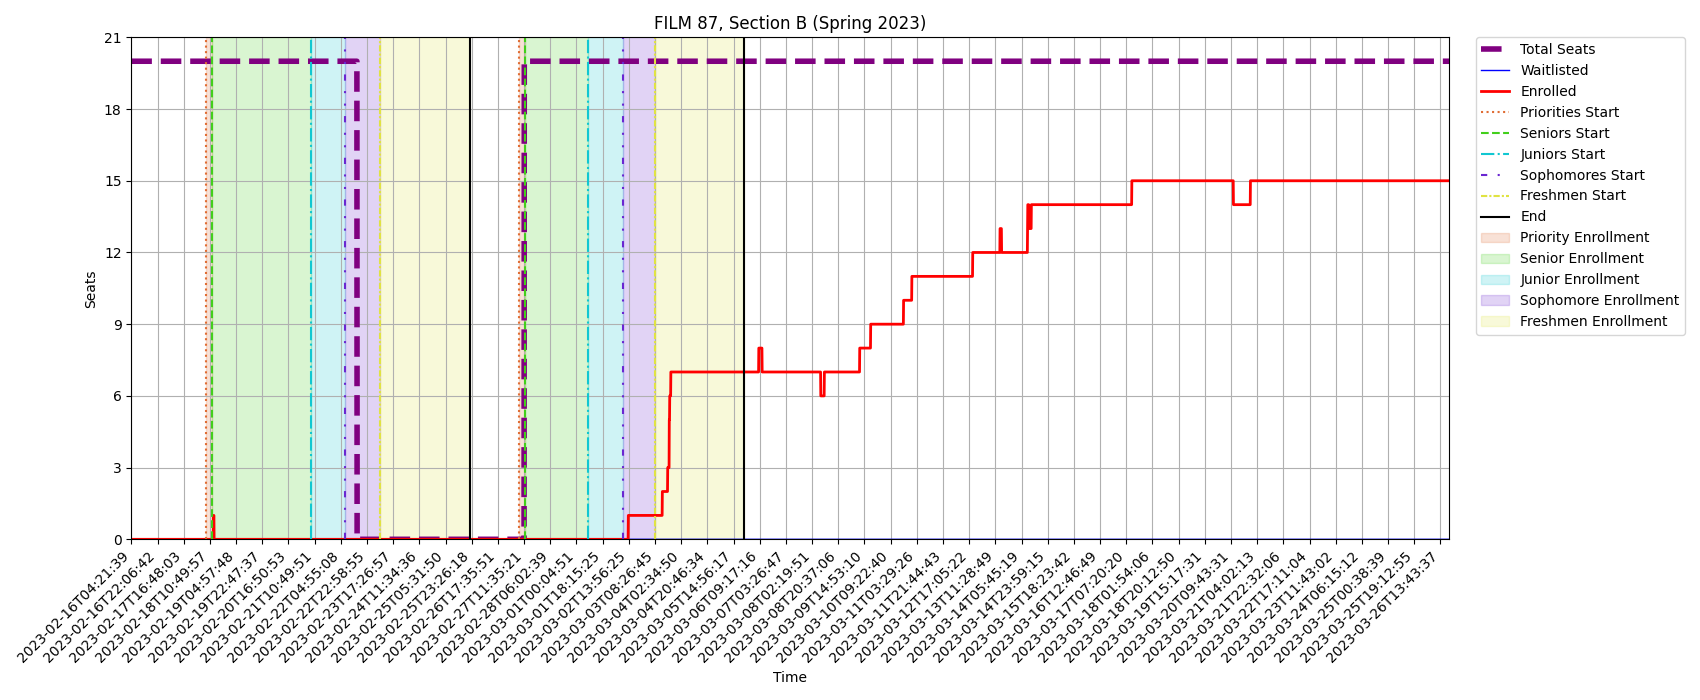 FILM 87, Section B (Spring 2023)
21
18
15
12
9
6
3
0
Seats
2023-02-16T04:21:39
2023-02-16T22:06:42
2023-02-17T16:48:03
2023-02-18T10:49:57
2023-02-19T04:57:48
2023-02-19T22:47:37
2023-02-20T16:50:53
2023-02-21T10:49:51
2023-02-22T04:55:08
2023-02-22T22:58:55
2023-02-23T17:26:57
2023-02-24T11:34:36
2023-02-25T05:31:50
2023-02-25T23:26:18
2023-02-26T17:35:51
2023-02-27T11:35:21
2023-02-28T06:02:39
2023-03-01T00:04:51
2023-03-01T18:15:25
2023-03-02T13:56:25
2023-03-03T08:26:45
2023-03-04T02:34:50
2023-03-04T20:46:34
2023-03-05T14:56:17
2023-03-06T09:17:16
2023-03-07T03:26:47
2023-03-08T02:19:51
2023-03-08T20:37:06
2023-03-09T14:53:10
2023-03-10T09:22:40
2023-03-11T03:29:26
2023-03-11T21:44:43
2023-03-12T17:05:22
2023-03-13T11:28:49
2023-03-14T05:45:19
2023-03-14T23:59:15
2023-03-15T18:23:42
2023-03-16T12:46:49
2023-03-17T07:20:20
2023-03-18T01:54:06
2023-03-18T20:12:50
2023-03-19T15:17:31
2023-03-20T09:43:31
2023-03-21T04:02:13
2023-03-21T22:32:06
2023-03-22T17:11:04
2023-03-23T11:43:02
2023-03-24T06:15:12
2023-03-25T00:38:39
2023-03-25T19:12:55
2023-03-26T13:43:37
Time
Total Seats
Waitlisted
Enrolled
Priorities Start
Seniors Start
Juniors Start
Sophomores Start
Freshmen Start
End
Priority Enrollment
Senior Enrollment
Junior Enrollment
Sophomore Enrollment
Freshmen Enrollment